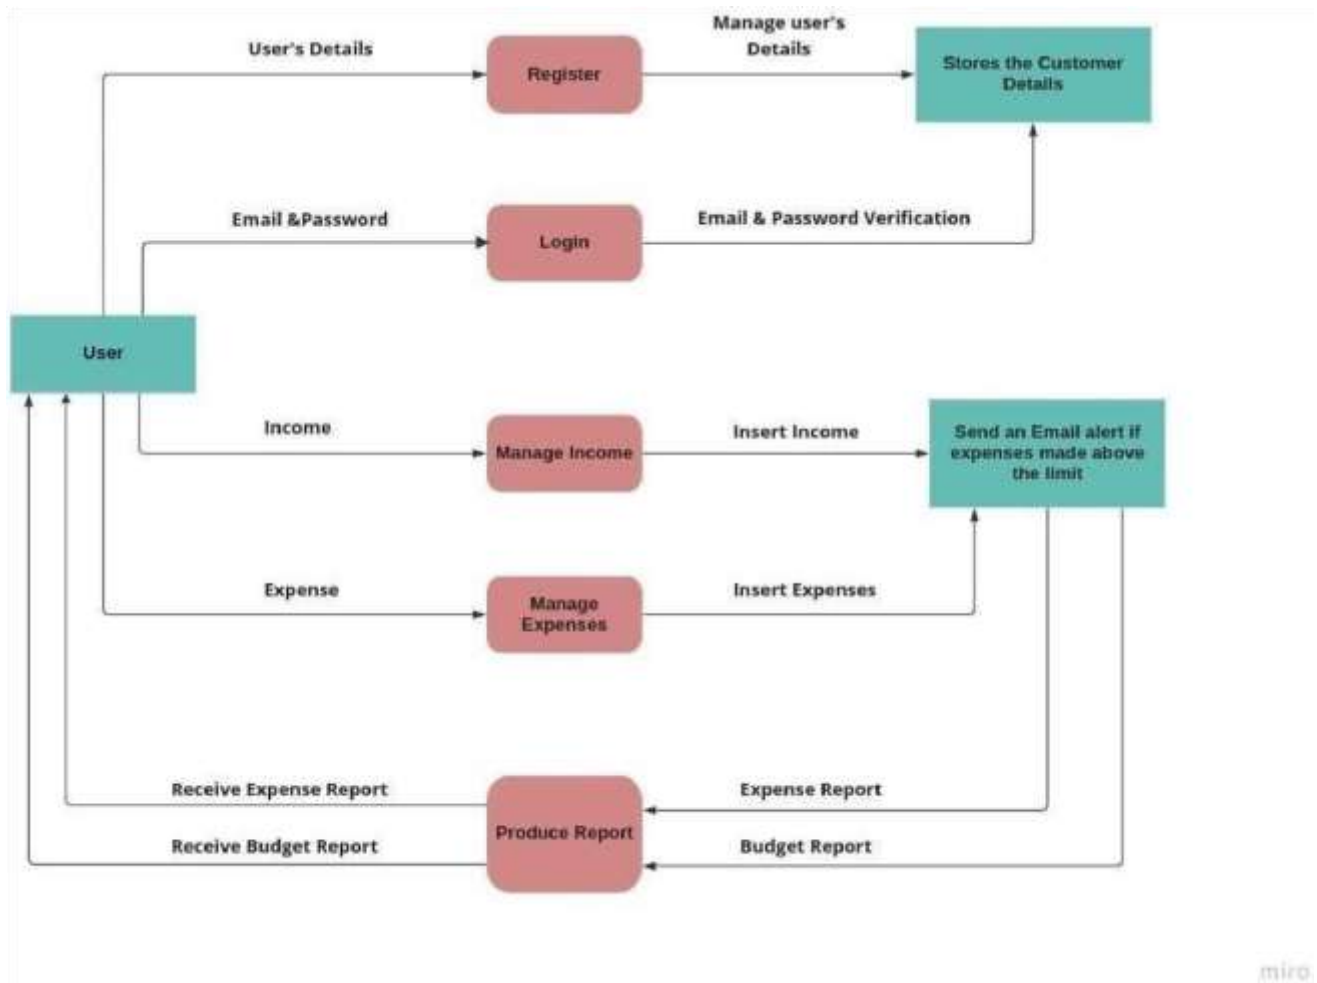 Manage user's
Details
User's Details
Register
Stores the Customer
Details
Email &Password
Login
Email & Password Verification
User
Income
Manage Income
Insert Income
Send an Email alert if
expenses made above
the limit
Expense
Manage
Expenses
Insert Expenses
Receive Expense Report
Expense Report
Produce Report
Receive Budget Report
Budget Report
miro